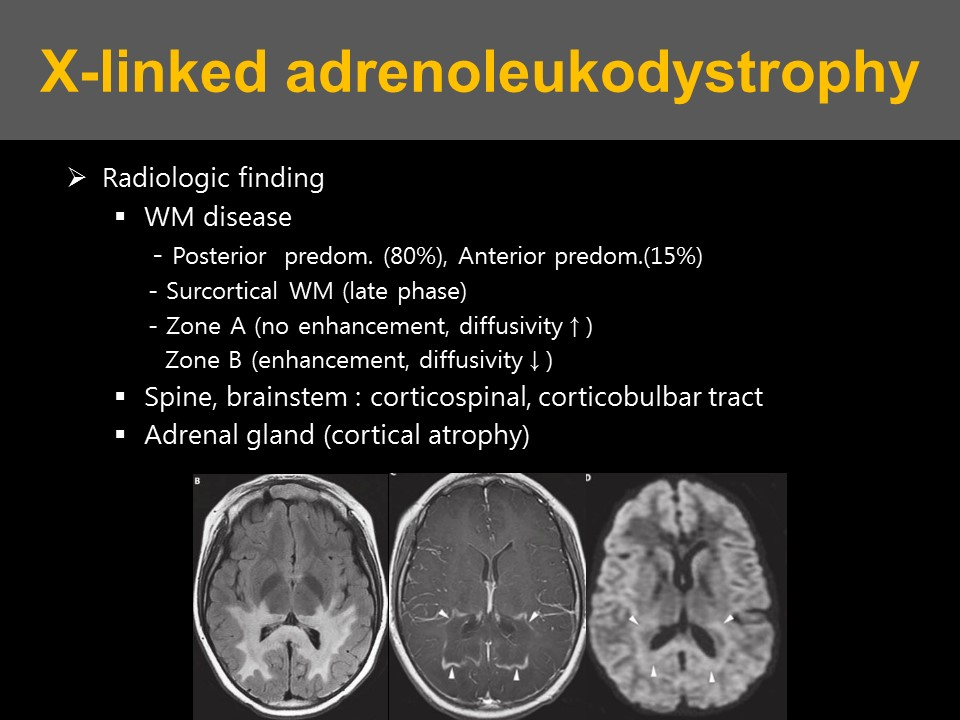 X-linked adrenoleukodystrophy
➢ Radiologic finding
▪ WM disease
- Posterior predom. (80%), Anterior predom.(15%)
- Surcortical WM (late phase)
- Zone A (no enhancement, diffusivity↑)
Zone B (enhancement, diffusivity↓)
▪ Spine, brainstem : corticospinal, corticobulbar tract
▪ Adrenal gland (cortical atrophy)
B C D